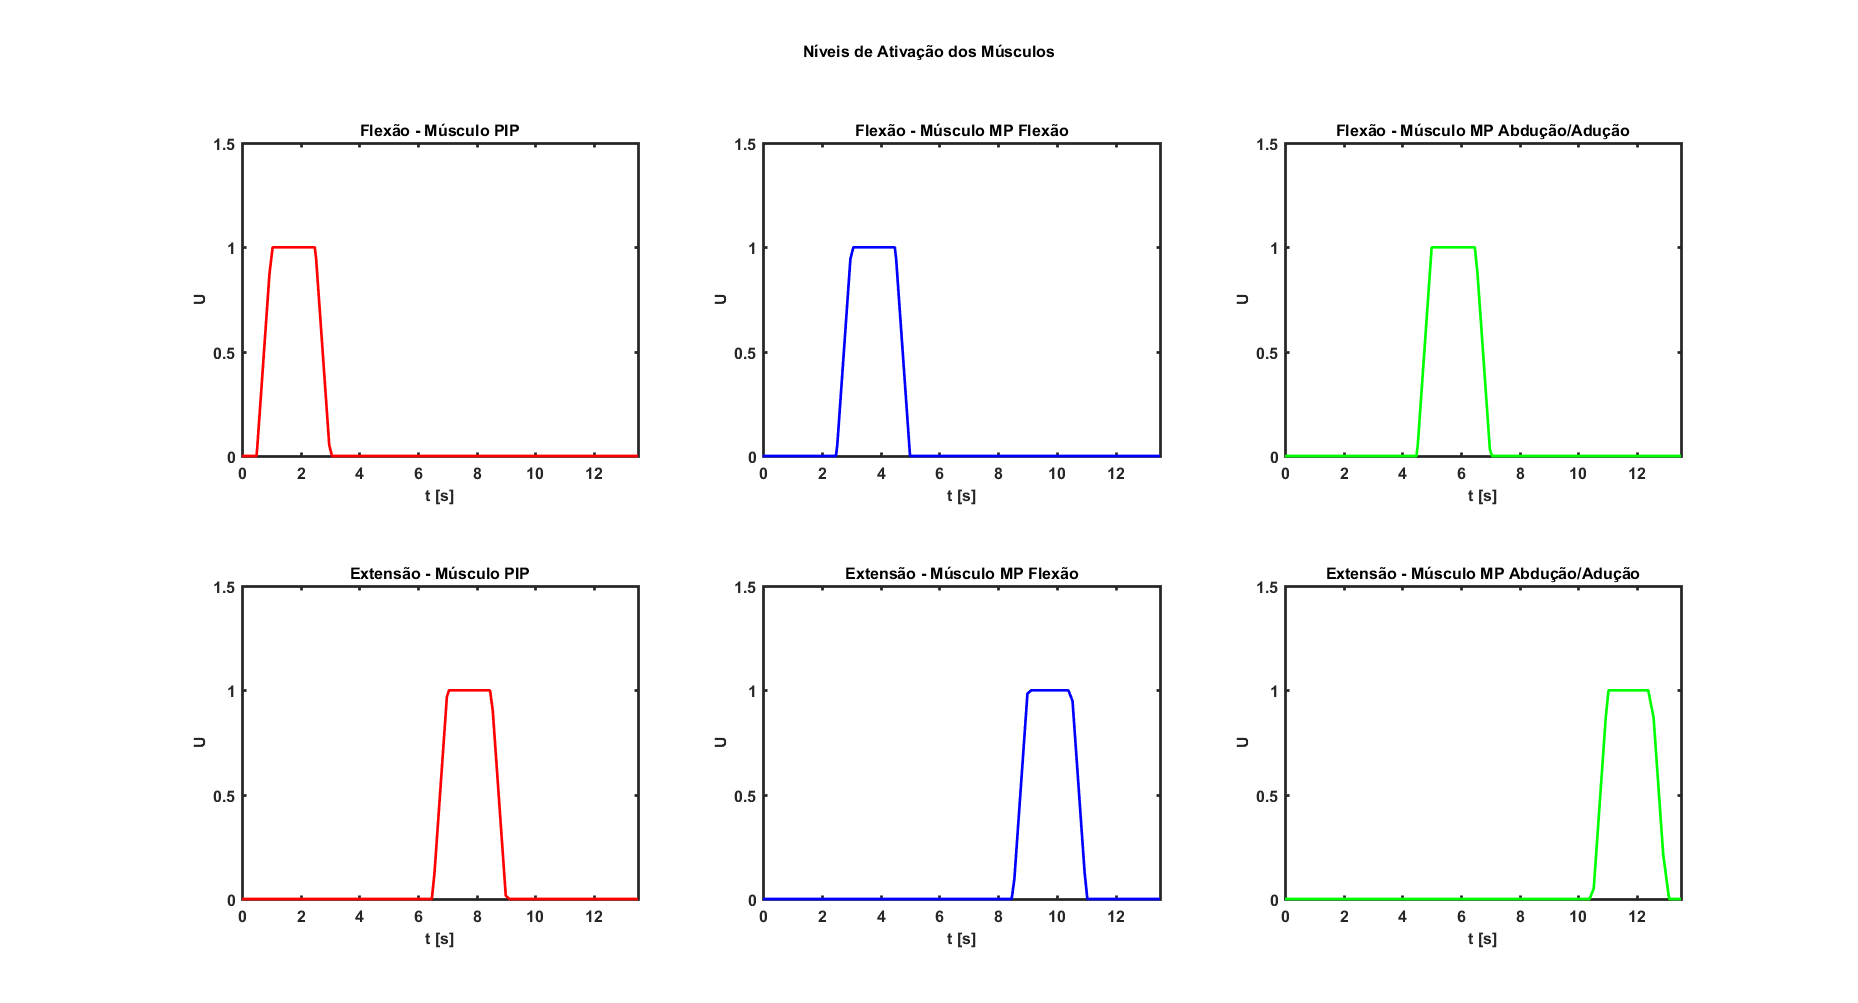 Níveis de Ativação dos Músculos
Flexão - Músculo PIP
1.5
1
0.5
0
U
0 2 4 6 8 10 12
t [s]
Flexão - Músculo MP Flexão
1.5
1
0.5
0
U
0 2 4 6 8 10 12
t [s]
Flexão - Músculo MP Abdução/Adução
1.5
1
0.5
0
U
0 2 4 6 8 10 12
t [s]
Extensão - Músculo PIP
1.5
1
0.5
0
U
0 2 4 6 8 10 12
t [s]
Extensão - Músculo MP Flexão
1.5
1
0.5
0
U
0 2 4 6 8 10 12
t [s]
Extensão - Músculo MP Abdução/Adução
1.5
1
0.5
0
U
0 2 4 6 8 10 12
t [s]